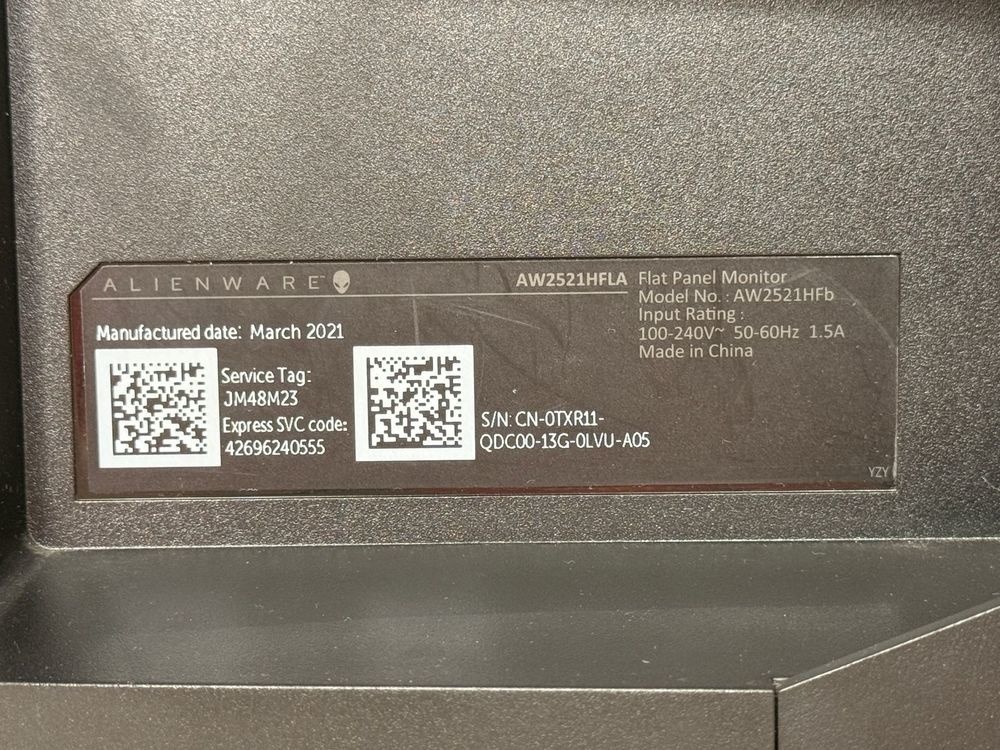 ALIENWARE™
AW2521HFLA Flat Panel Monitor
Model No. : AW2521HFb
Input Rating :
100-240V~ 50-60Hz 1.5A
Made in China
Manufactured date: March 2021
Service Tag:
JM48M23
Express SVC code:
42696240555
S/N: CN-0TXR11-
QDC00-13G-0LVU-A05
YZY